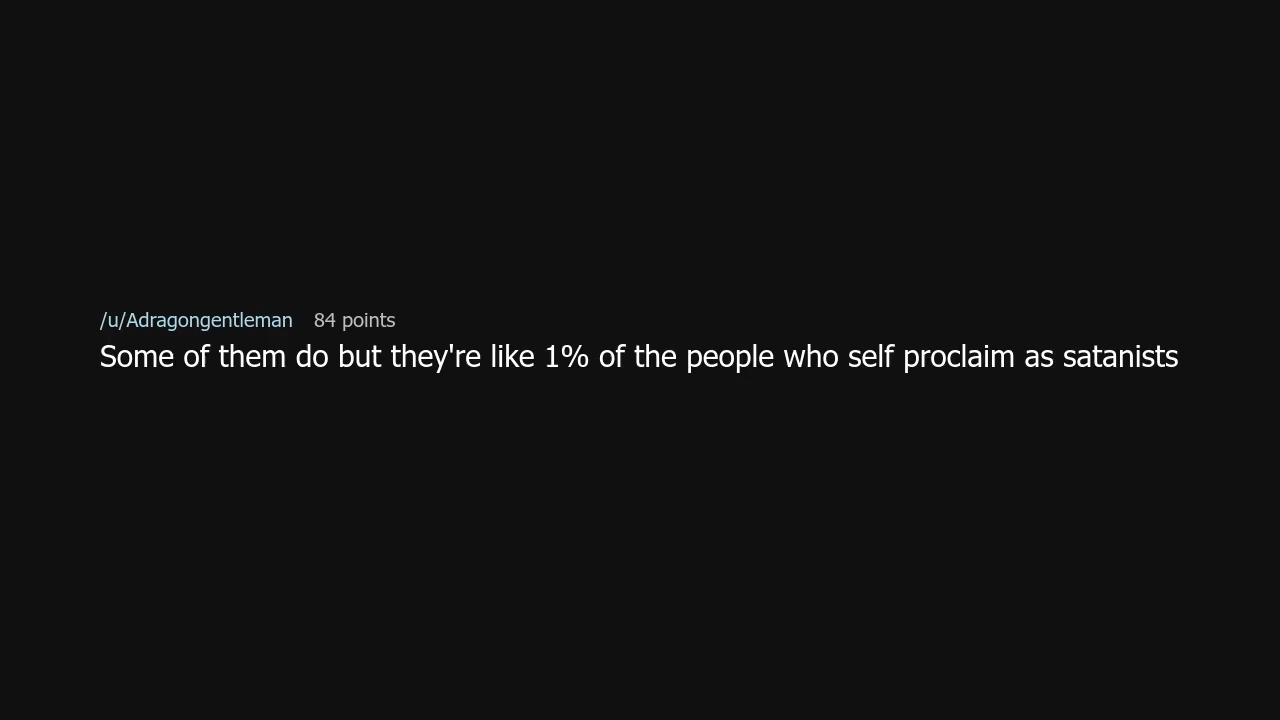 /u/Adragongentleman 84 points
Some of them do but they're like 1% of the people who self proclaim as satanists